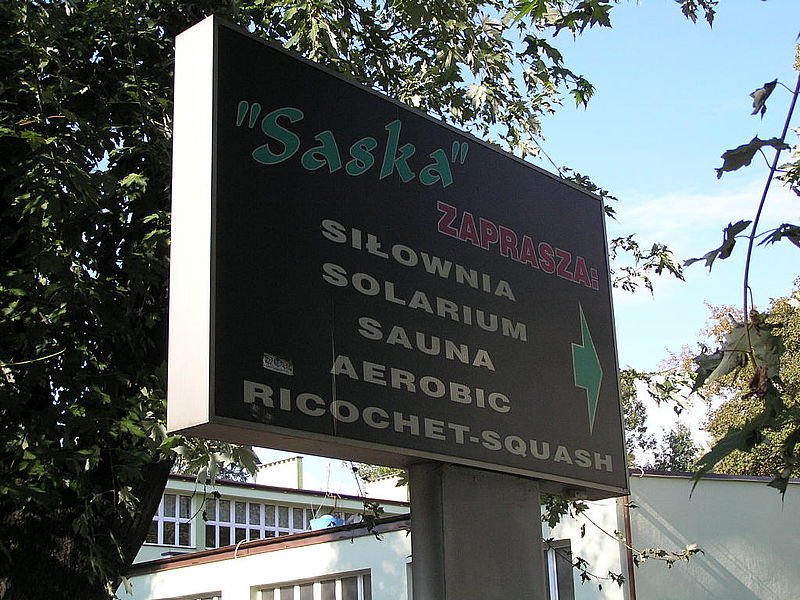 "Saska"
ZAPRASZA:
SIŁOWNIA
SOLARIUM
SAUNA
AEROBIC
RICOCHET-SQUASH